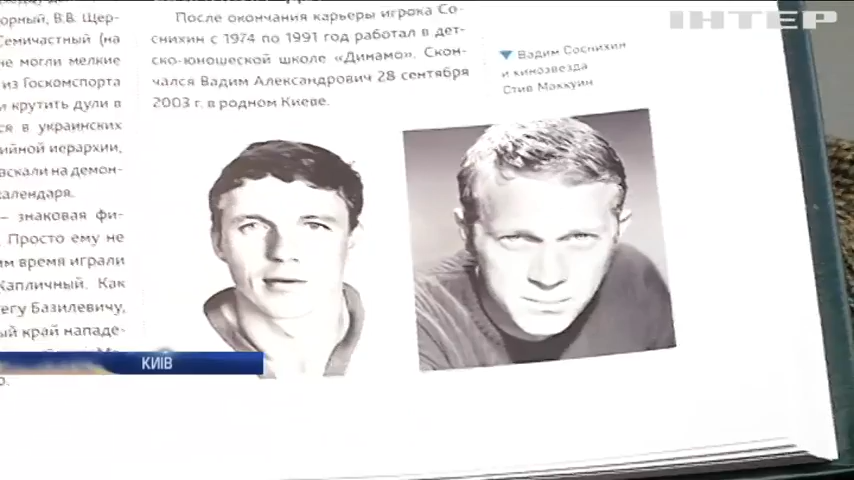 орный, В.В. Щер-
Семичастный (на
не могли мелкие
из Госкомспорта
и крутить дули в
ся в украинских
ийной иерархии,
вскали на демон-
календаря.
— знаковая фи-
. Просто ему не
им время играли
Капличный. Как
егу Базилевичу,
ый край нападе-
о.
После окончания карьеры игрока Со-
снихин с 1974 по 1991 год работал в дет-
ско-юношеской школе «Динамо». Скон-
чался Вадим Александрович 28 сентября
2003 г. в родном Киеве.
Вадим Соснихин
и кинозвезда
Стив Маккуин
ІНТЕР
КИЇВ